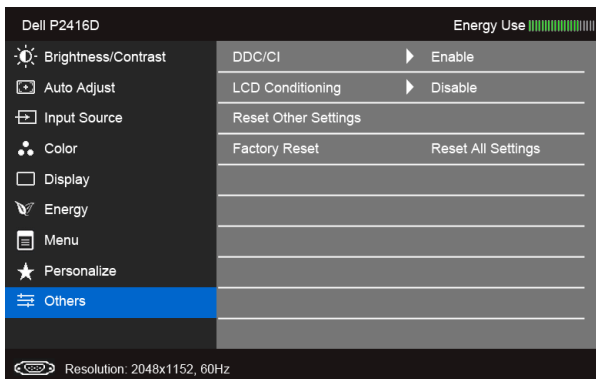 Dell P2416D Energy Use
Brightness/Contrast DDC/CI Enable
Auto Adjust LCD Conditioning Disable
Input Source Reset Other Settings
Color Factory Reset Reset All Settings
Display
Energy
Menu
Personalize
Others
Resolution: 2048x1152, 60Hz